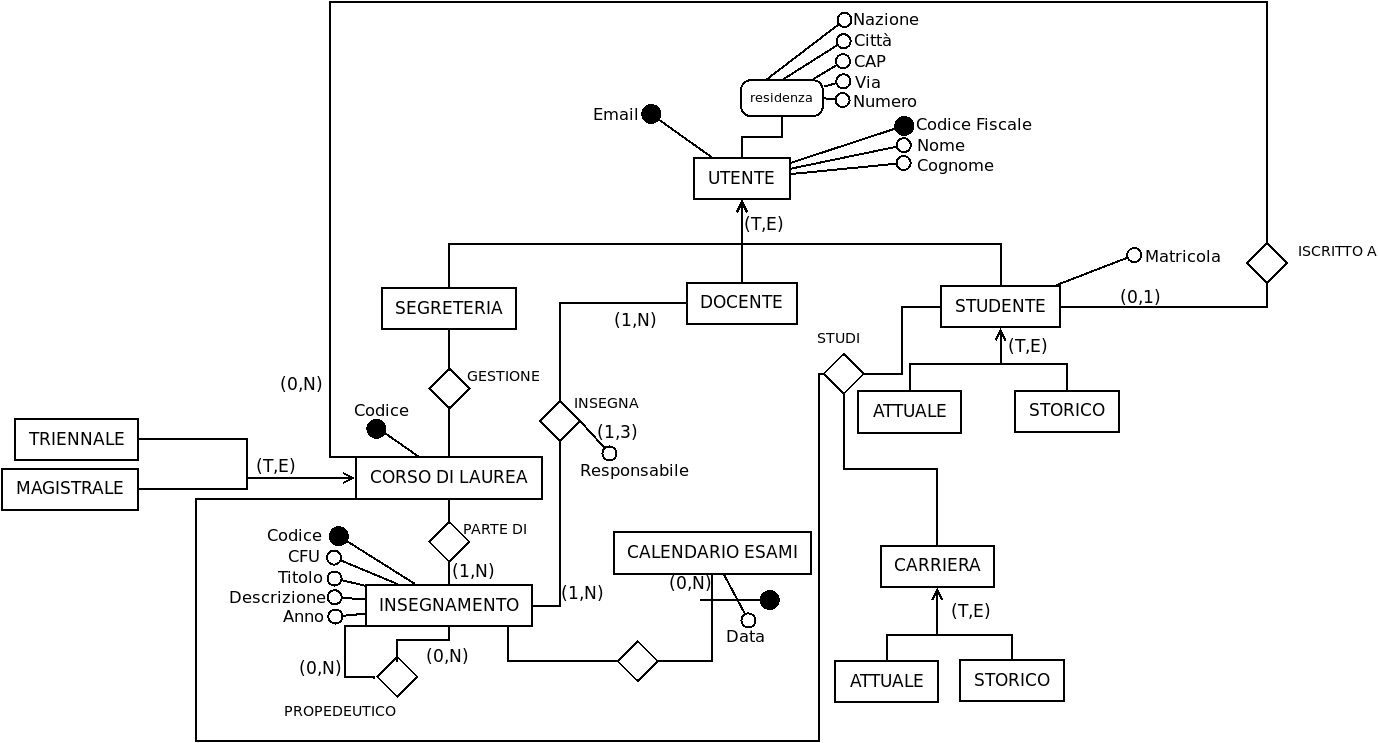 Nazione
Città
CAP
Via
Numero
residenza
Email
Codice Fiscale
Nome
Cognome
UTENTE
(T,E)
ISCRITTO A
Matricola
SEGRETERIA
DOCENTE
STUDENTE
(0,1)
(1,N)
STUDI
(T,E)
GESTIONE
(0,N)
INSEGNA
ATTUALE
STORICO
Codice
(1,3)
Responsabile
TRIENNALE
(T,E)
MAGISTRALE
CORSO DI LAUREA
PARTE DI
Codice
CFU
Titolo
Descrizione
Anno
(1,N)
INSEGNAMENTO
(1,N)
CALENDARIO ESAMI
(0,N)
Data
CARRIERA
(T,E)
(0,N)
(0,N)
PROPEDEUTICO
ATTUALE
STORICO